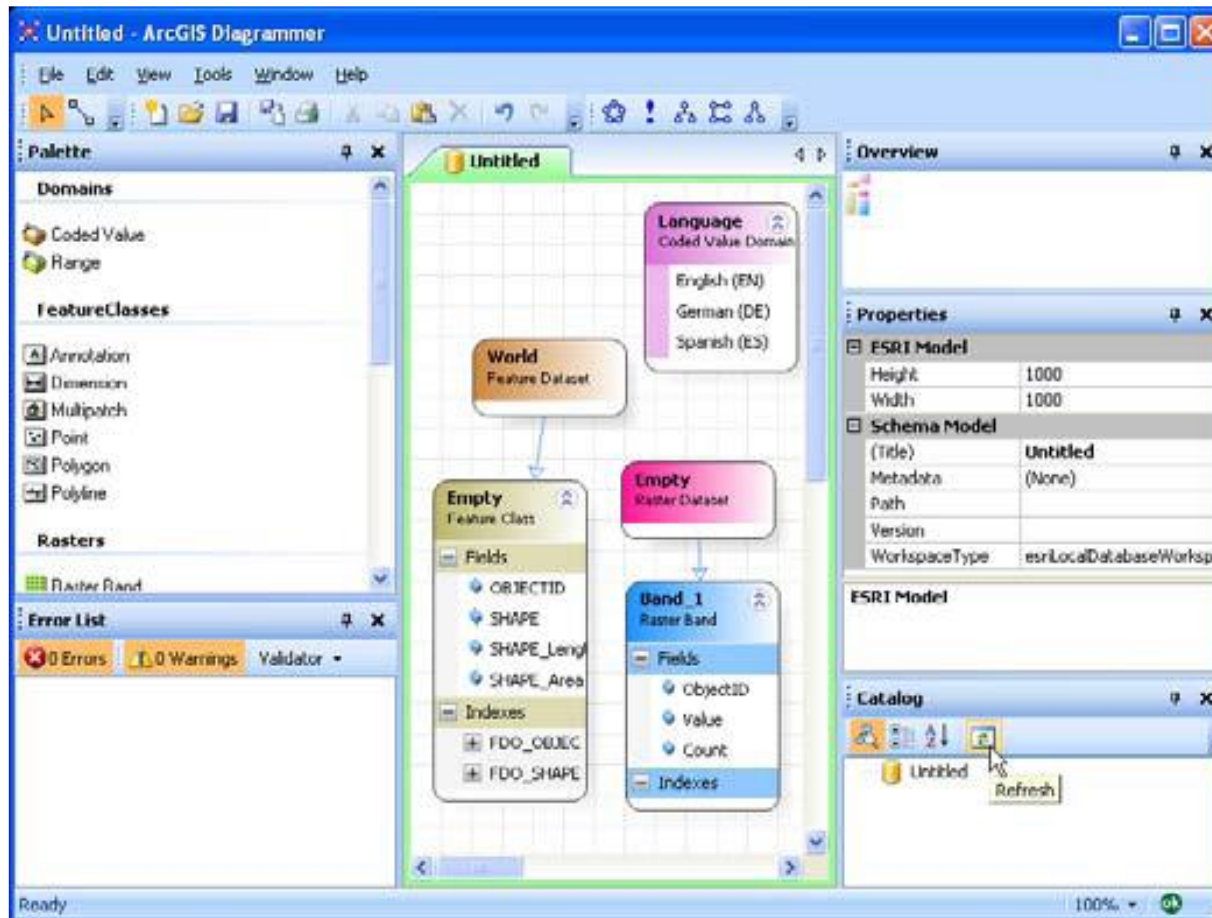 Untitled - ArcGIS Diagrammer
File Edit View Tools Window Help
Palette
Domains
Coded Value
Range
FeatureClasses
Annotation
Dimension
Multipatch
Point
Polygon
Polyline
Rasters
Raster Band
Error List
0 Errors 0 Warnings Validator
Untitled
Language
Coded Value Domain
English (EN)
German (DE)
Spanish (ES)
World
Feature Dataset
Empty
Feature Class
Fields
OBJECTID
SHAPE
SHAPE_Lengt
SHAPE_Area
Indexes
FDO_OBJEC
FDO_SHAPE
Empty
Raster Dataset
Band_1
Raster Band
Fields
ObjectID
Value
Count
Indexes
Overview
Properties
ESRI Model
Height 1000
Width 1000
Schema Model
(Title) Untitled
Metadata (None)
Path
Version
WorkspaceType esriLocalDatabaseWorksp
ESRI Model
Catalog
Untitled
Refresh
Ready
100%
ok